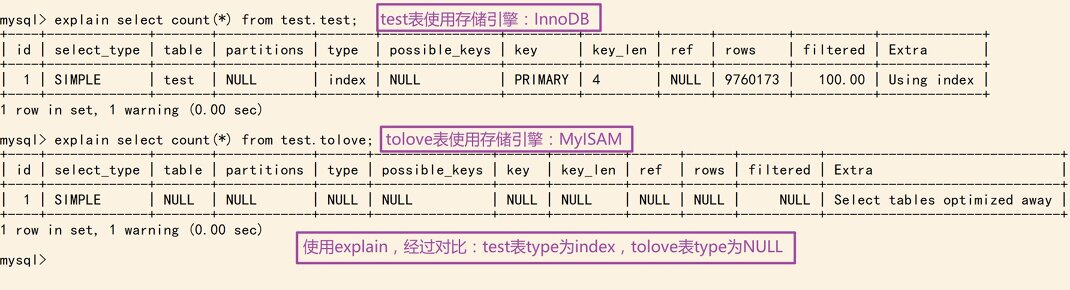 mysql> explain select count(*) from test.test; test表使用存储引擎：InnoDB
+----+-------------+-------+------------+-------+---------------+---------+---------+------+---------+----------+-------------+
| id | select_type | table | partitions | type | possible_keys | key | key_len | ref | rows | filtered | Extra |
+----+-------------+-------+------------+-------+---------------+---------+---------+------+---------+----------+-------------+
| 1 | SIMPLE | test | NULL | index | NULL | PRIMARY | 4 | NULL | 9760173 | 100.00 | Using index |
+----+-------------+-------+------------+-------+---------------+---------+---------+------+---------+----------+-------------+
1 row in set, 1 warning (0.00 sec)
mysql> explain select count(*) from test.tolove; tolove表使用存储引擎：MyISAM
+----+-------------+-------+------------+------+---------------+------+---------+------+------+----------+------------------------------+
| id | select_type | table | partitions | type | possible_keys | key | key_len | ref | rows | filtered | Extra |
+----+-------------+-------+------------+------+---------------+------+---------+------+------+----------+------------------------------+
| 1 | SIMPLE | NULL | NULL | NULL | NULL | NULL | NULL | NULL | NULL | NULL | Select tables optimized away |
+----+-------------+-------+------------+------+---------------+------+---------+------+------+----------+------------------------------+
1 row in set, 1 warning (0.00 sec)
使用explain，经过对比：test表type为index，tolove表type为NULL
mysql>